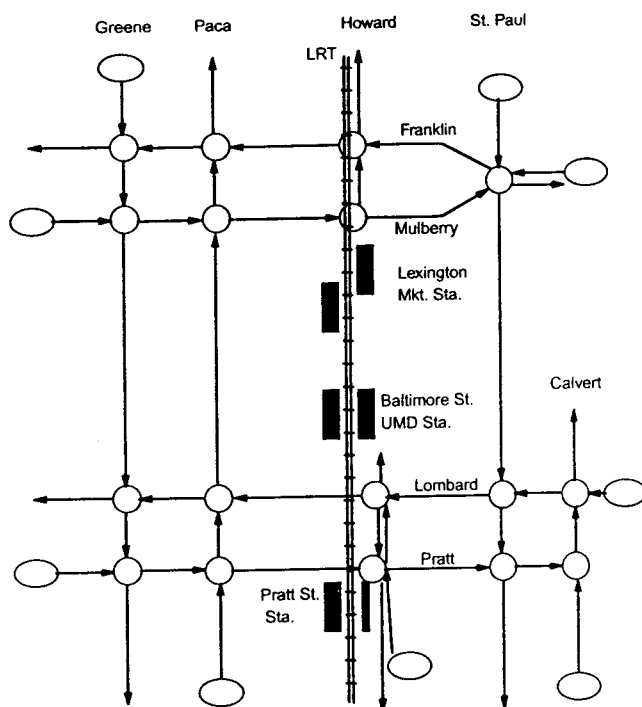 Greene
Paca
Howard
St. Paul
LRT
Franklin
Mulberry
Lexington
Mkt. Sta.
Baltimore St.
UMD Sta.
Calvert
Lombard
Pratt
Pratt St.
Sta.